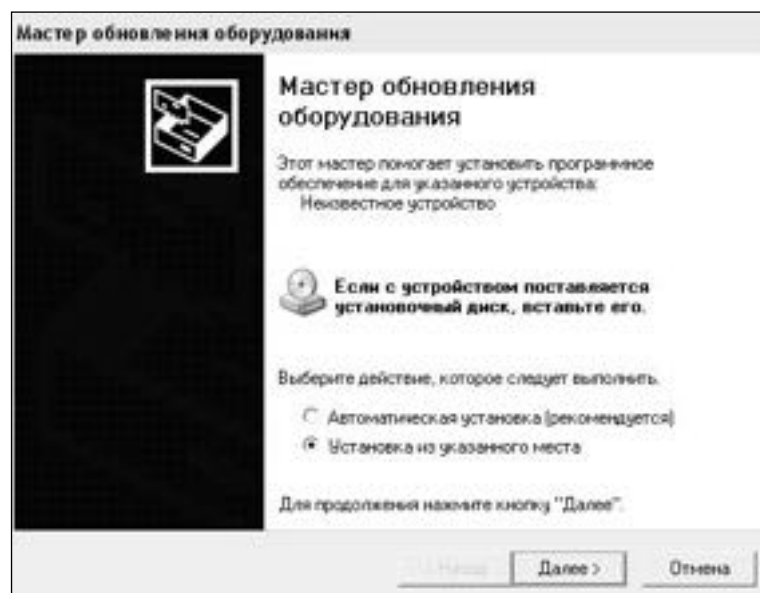 Мастер обновления оборудования
Мастер обновления
оборудования
Этот мастер помогает установить программное
обеспечение для указанного устройства:
Неизвестное устройство
Если с устройством поставляется
установочный диск, вставьте его.
Выберите действие, которое следует выполнить.
Автоматическая установка (рекомендуется)
Установка из указанного места
Для продолжения нажмите кнопку "Далее".
< Назад Далее > Отмена